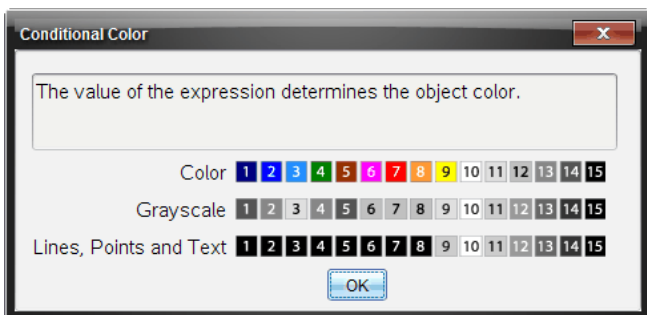 Conditional Color
The value of the expression determines the object color.
Color 1 2 3 4 5 6 7 8 9 10 11 12 13 14 15
Grayscale 1 2 3 4 5 6 7 8 9 10 11 12 13 14 15
Lines, Points and Text 1 2 3 4 5 6 7 8 9 10 11 12 13 14 15
OK